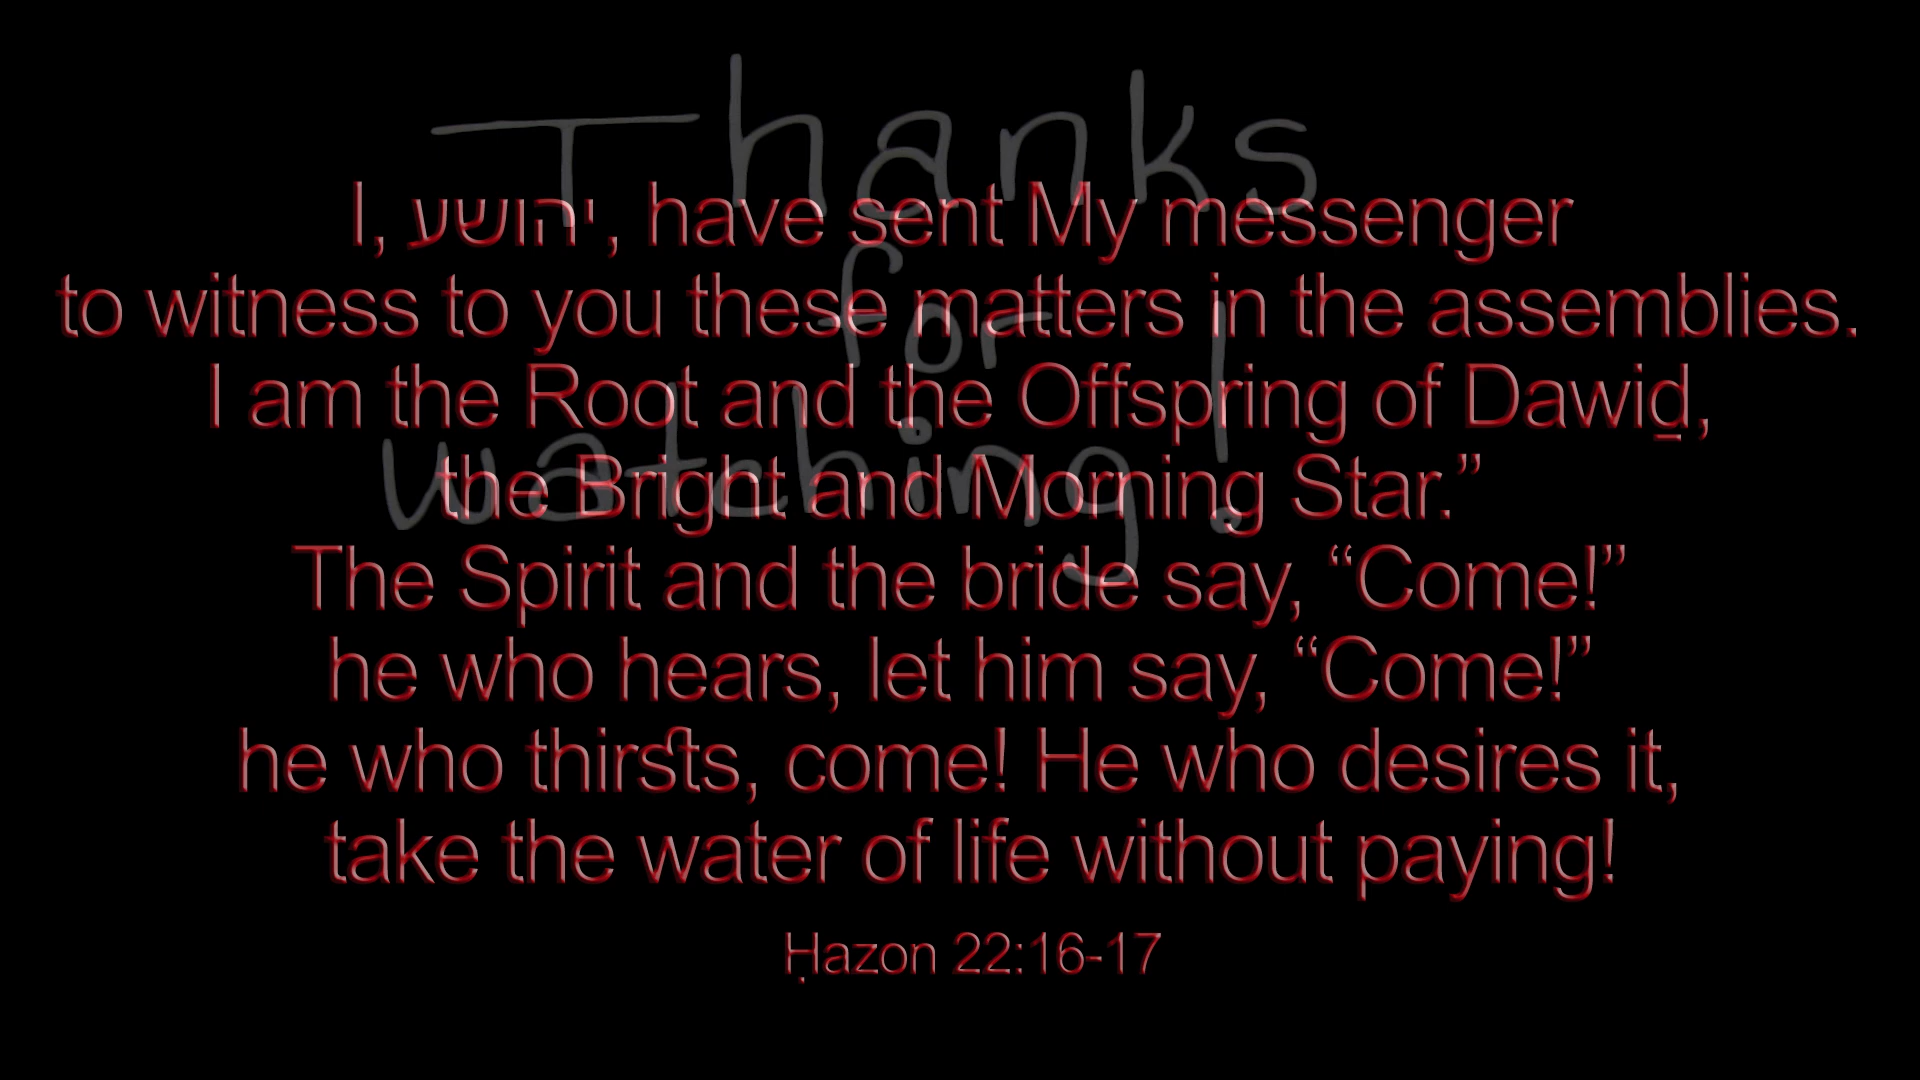 Thanks
for
watching!
I, יהושע, have sent My messenger
to witness to you these matters in the assemblies.
I am the Root and the Offspring of Dawiḏ,
the Bright and Morning Star.”
The Spirit and the bride say, “Come!”
he who hears, let him say, “Come!”
he who thirsts, come! He who desires it,
take the water of life without paying!
Ḥazon 22:16-17